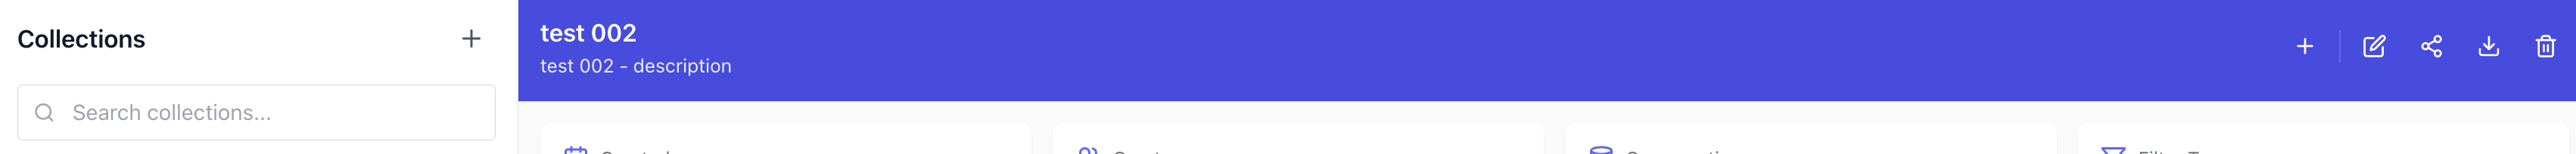 Collections
test 002
test 002 - description
Search collections...